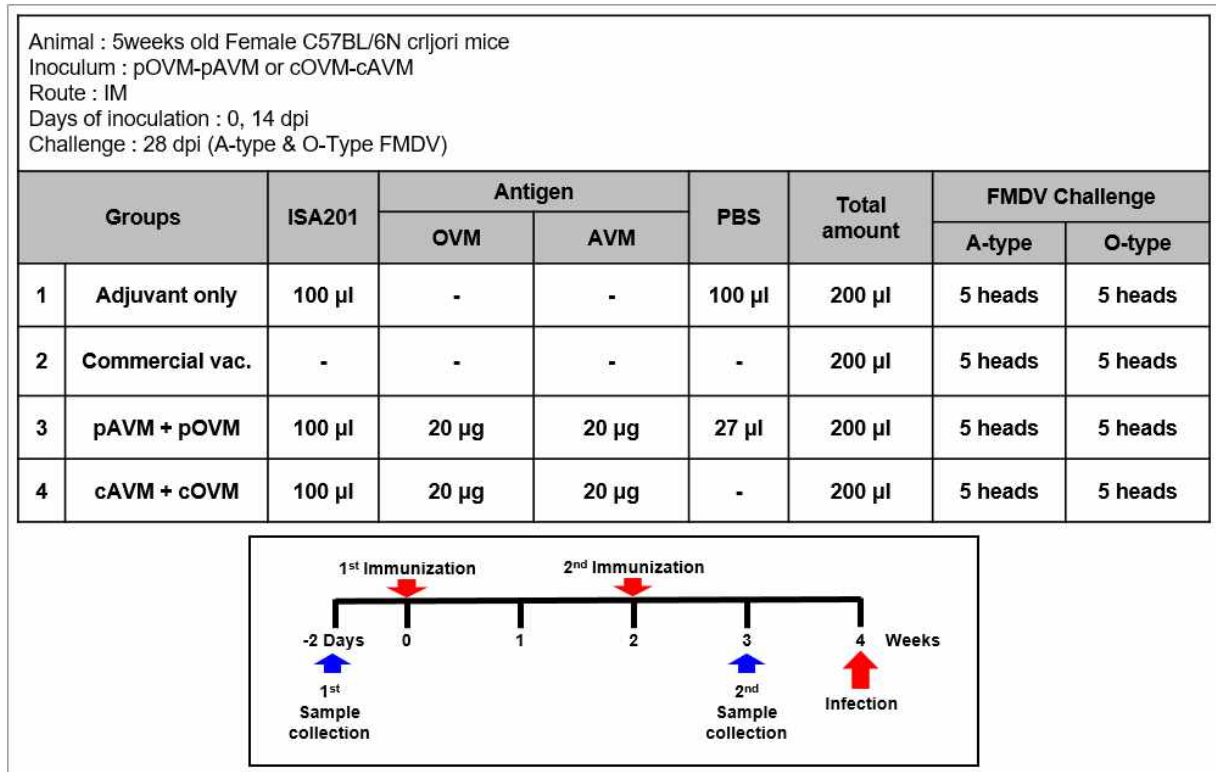 Animal : 5weeks old Female C57BL/6N crljori mice
Inoculum : pOVM-pAVM or cOVM-cAVM
Route : IM
Days of inoculation : 0, 14 dpi
Challenge : 28 dpi (A-type & O-Type FMDV)
Groups ISA201 Antigen PBS Total amount FMDV Challenge
OVM AVM A-type O-type
1 Adjuvant only 100 µl - - 100 µl 200 µl 5 heads 5 heads
2 Commercial vac. - - - - 200 µl 5 heads 5 heads
3 pAVM + pOVM 100 µl 20 µg 20 µg 27 µl 200 µl 5 heads 5 heads
4 cAVM + cOVM 100 µl 20 µg 20 µg - 200 µl 5 heads 5 heads
1st Immunization 2nd Immunization
-2 Days 0 1 2 3 4 Weeks
1st Sample collection
2nd Sample collection
Infection